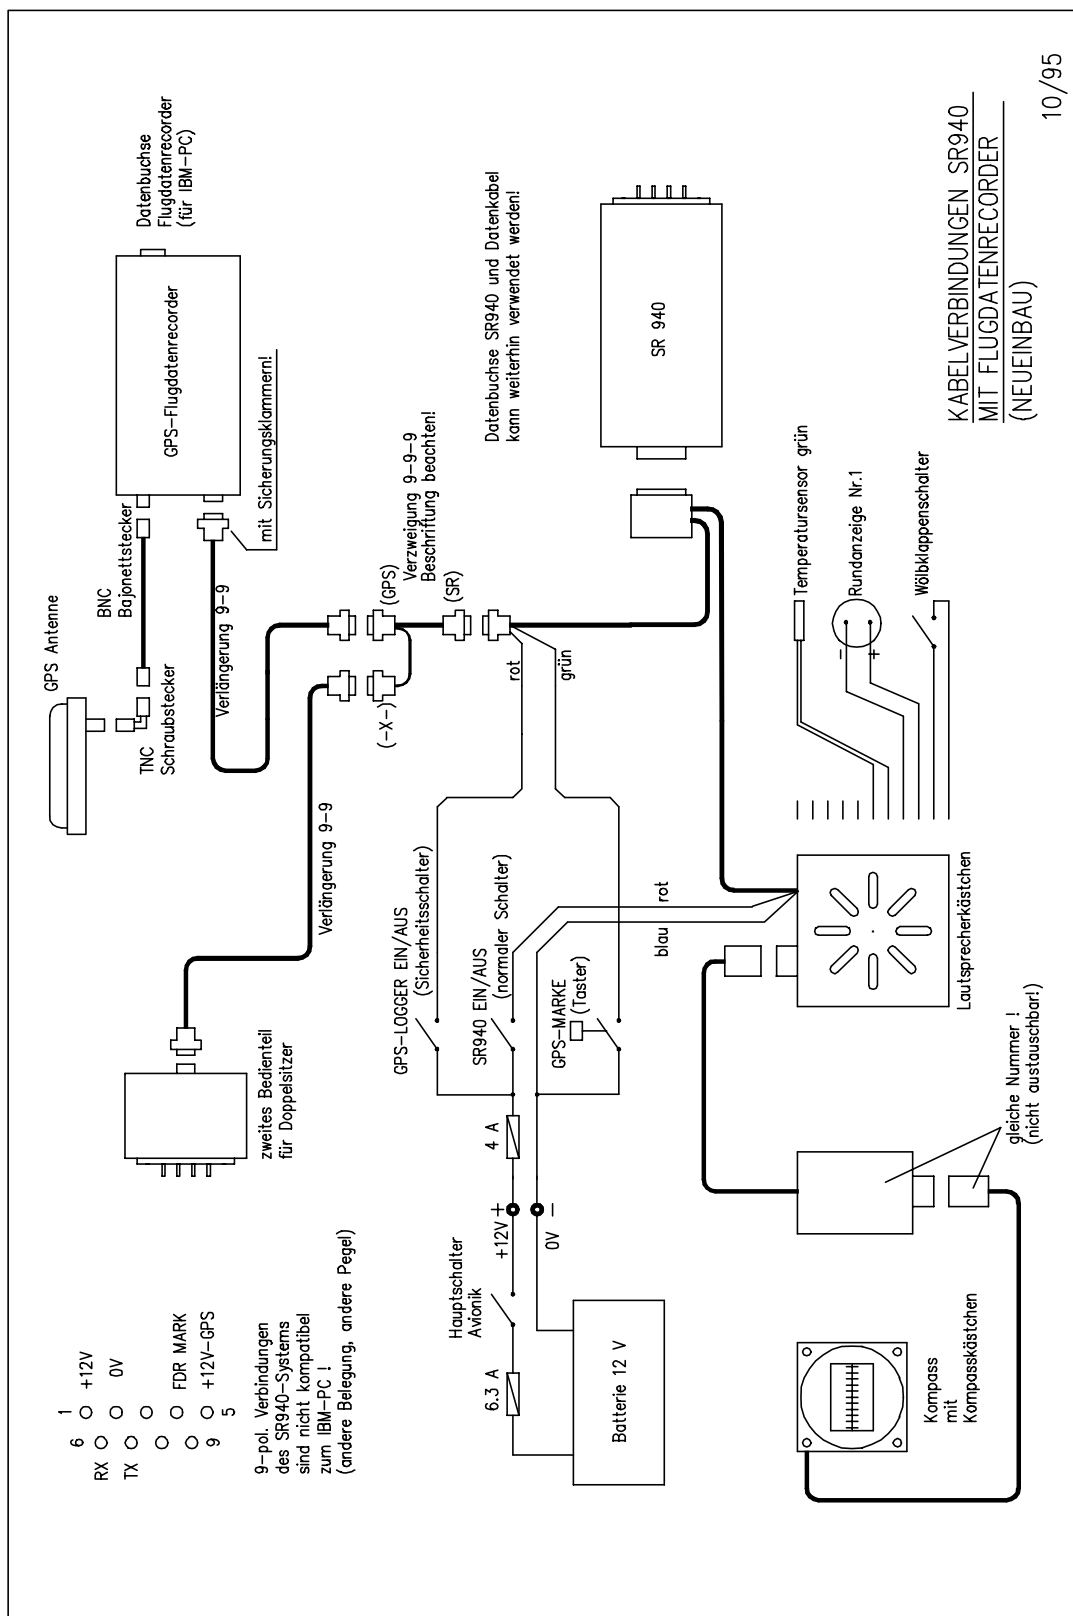 GPS Antenne
TNC
Schraubstecker
BNC
Bajonettstecker
GPS-Flugdatenrecorder
Datenbuchse
Flugdatenrecorder
(für IBM-PC)
mit Sicherungsklammern!
Verlängerung 9-9
Verlängerung 9-9
zweites Bedienteil
für Doppelsitzer
6 1
RX +12V
TX 0V
FDR MARK
+12V-GPS
9 5
9-pol. Verbindungen
des SR940-Systems
sind nicht kompatibel
zum IBM-PC !
(andere Belegung, andere Pegel)
(-X-)
(GPS)
Verzweigung 9-9-9
Beschriftung beachten!
(SR)
rot
grün
Datenbuchse SR940 und Datenkabel
kann weiterhin verwendet werden!
SR 940
GPS-LOGGER EIN/AUS
(Sicherheitsschalter)
SR940 EIN/AUS
(normaler Schalter)
GPS-MARKE
(Taster)
Hauptschalter
Avionik
6.3 A
+12V +
4 A
0V -
Batterie 12 V
blau
rot
Temperatursensor grün
Rundanzeige Nr.1
-
+
Wölbklappenschalter
Lautsprecherkästchen
gleiche Nummer !
(nicht austauschbar!)
Kompass
mit
Kompasskästchen
KABELVERBINDUNGEN SR940
MIT FLUGDATENRECORDER
(NEUEINBAU)
10/95